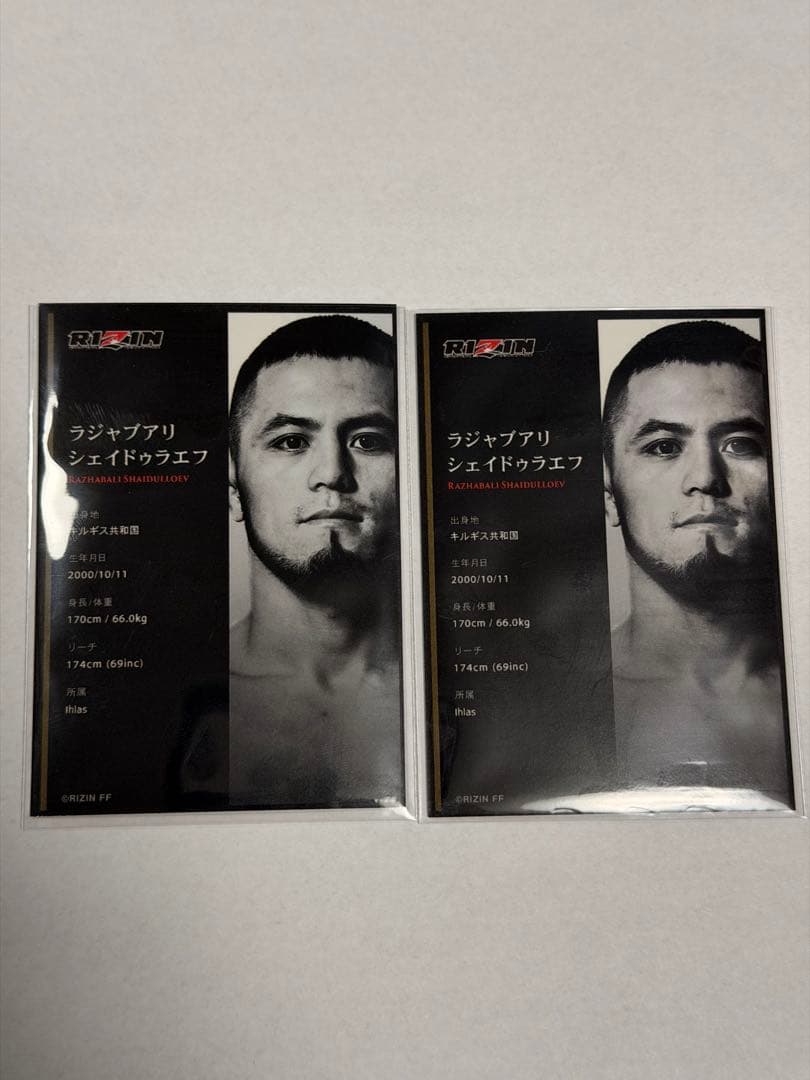 RIZIN
ラジャブアリ
シェイドゥラエフ
RAZHABALI SHAIDULLOEV
出身地
キルギス共和国
生年月日
2000/10/11
身長/体重
170cm / 66.0kg
リーチ
174cm (69inc)
所属
Ihlas
©RIZIN FF
RIZIN
ラジャブアリ
シェイドゥラエフ
RAZHABALI SHAIDULLOEV
出身地
キルギス共和国
生年月日
2000/10/11
身長/体重
170cm / 66.0kg
リーチ
174cm (69inc)
所属
Ihlas
©RIZIN FF